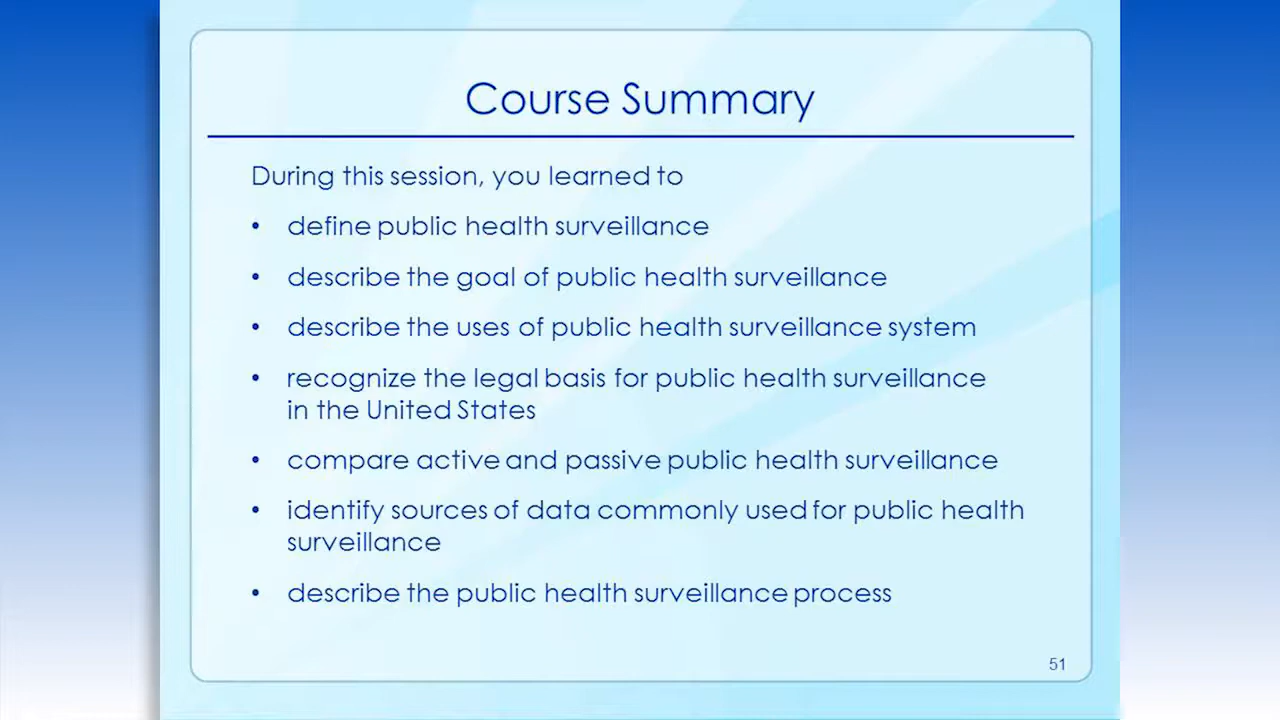 Course Summary
During this session, you learned to
• define public health surveillance
• describe the goal of public health surveillance
• describe the uses of public health surveillance system
• recognize the legal basis for public health surveillance
in the United States
• compare active and passive public health surveillance
• identify sources of data commonly used for public health
surveillance
• describe the public health surveillance process
51